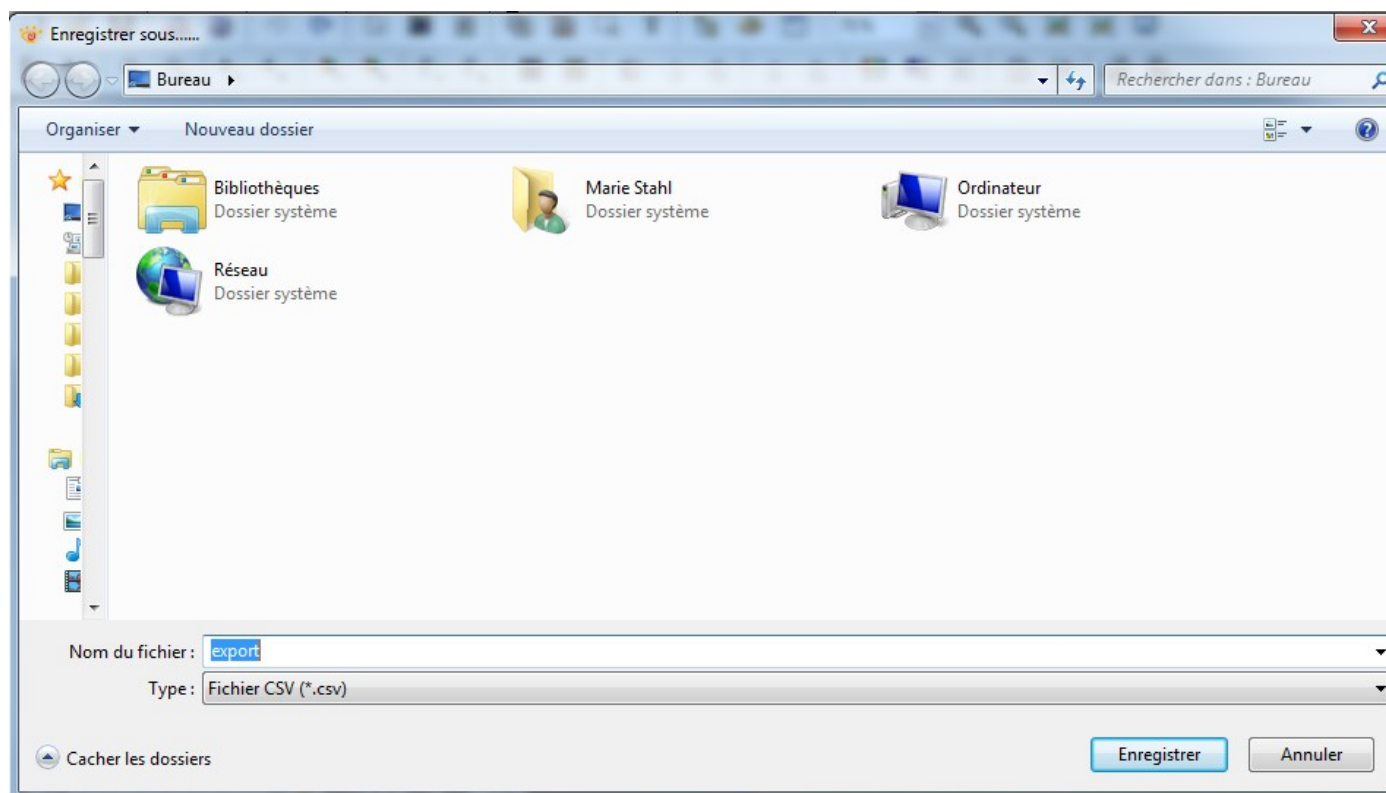 Enregistrer sous......
Bureau
Rechercher dans : Bureau
Organiser
Nouveau dossier
Bibliothèques
Dossier système
Marie Stahl
Dossier système
Ordinateur
Dossier système
Réseau
Dossier système
Nom du fichier :
export
Type :
Fichier CSV (*.csv)
Cacher les dossiers
Enregistrer
Annuler